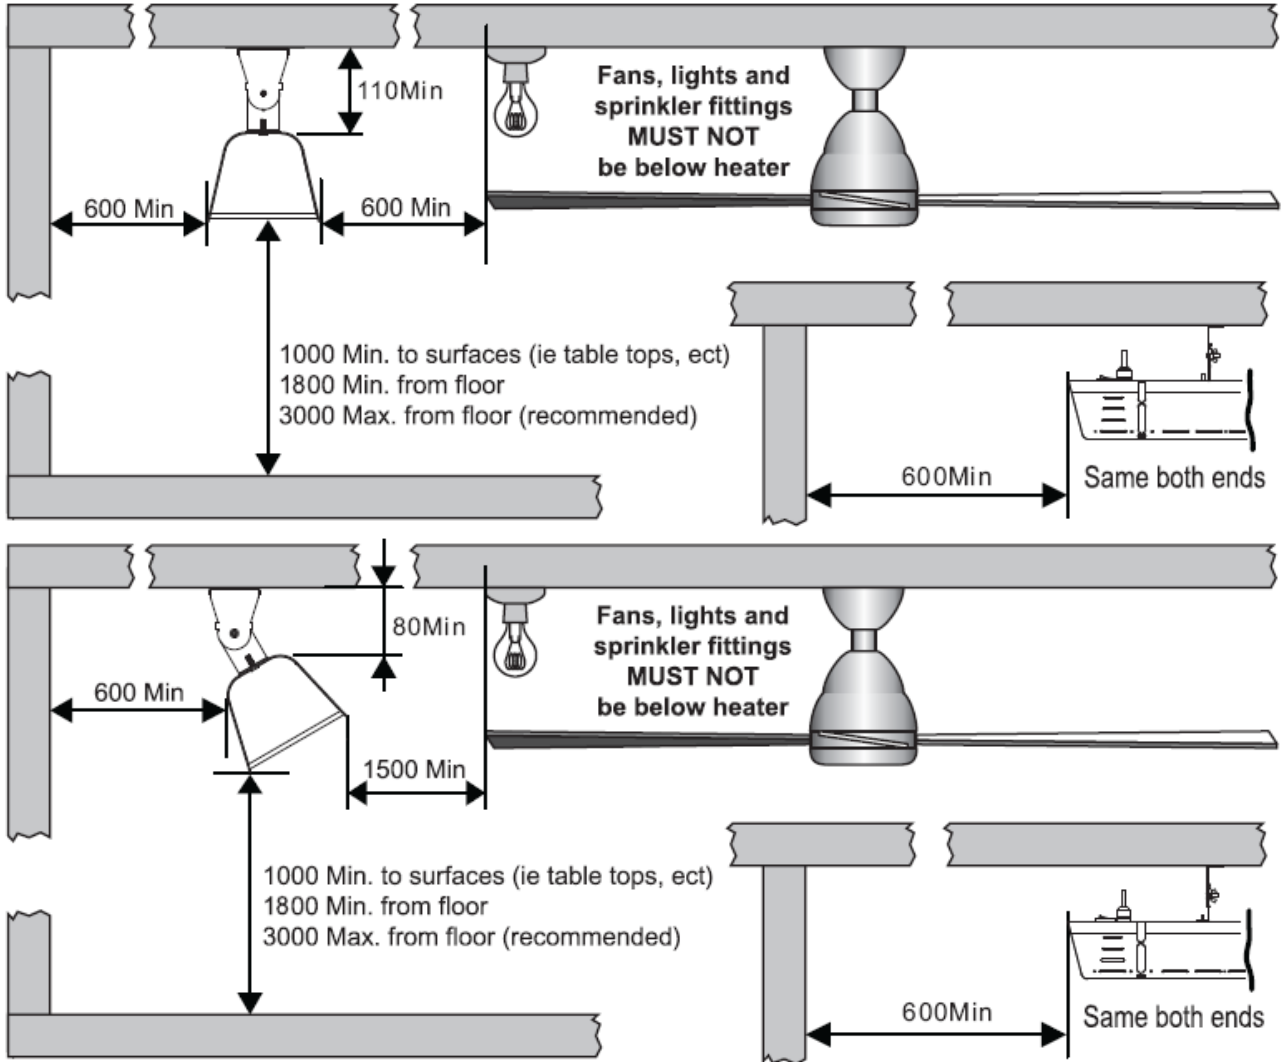 110Min
Fans, lights and
sprinkler fittings
MUST NOT
be below heater
600 Min
600 Min
1000 Min. to surfaces (ie table tops, ect)
1800 Min. from floor
3000 Max. from floor (recommended)
600Min
Same both ends
80Min
Fans, lights and
sprinkler fittings
MUST NOT
be below heater
600 Min
1500 Min
1000 Min. to surfaces (ie table tops, ect)
1800 Min. from floor
3000 Max. from floor (recommended)
600Min
Same both ends